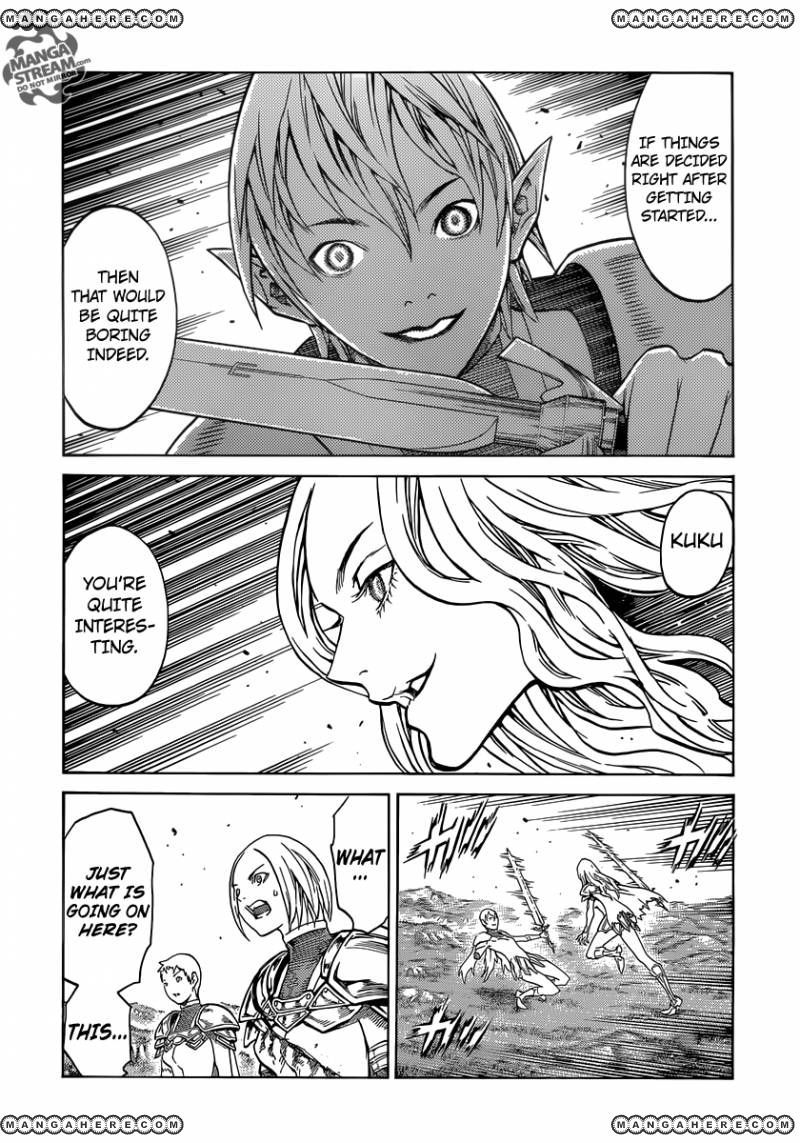 MANGAHERE.COM
MANGAHERE.COM
MANGA
STREAM.COM
DO NOT MIRROR
IF THINGS
ARE DECIDED
RIGHT AFTER
GETTING
STARTED...
THEN
THAT WOULD
BE QUITE
BORING
INDEED.
KUKU
YOU'RE
QUITE
INTERES-
TING.
WHAT
...
JUST
WHAT IS
GOING ON
HERE?
THIS...
MANGAHERE.COM
MANGAHERE.COM